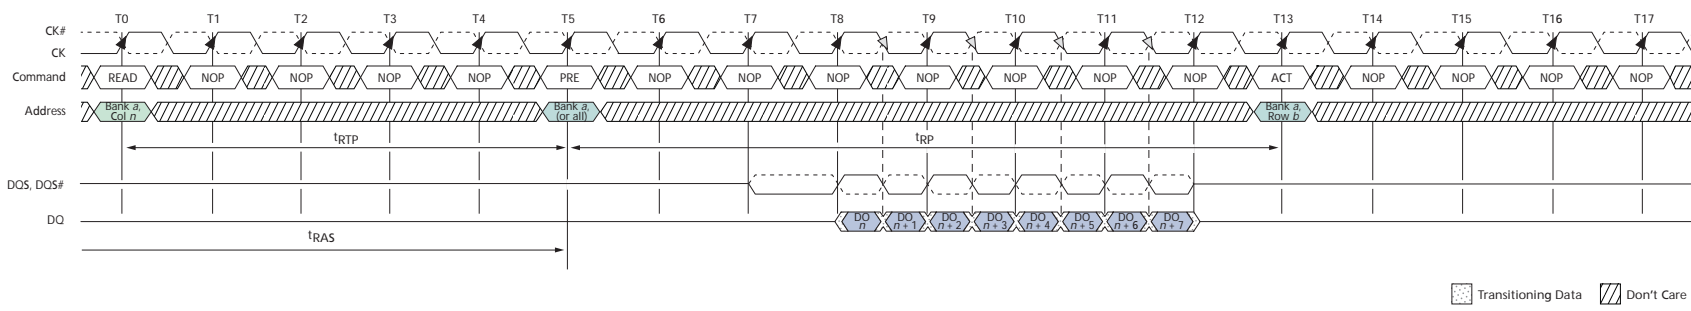 T0 T1 T2 T3 T4 T5 T6 T7 T8 T9 T10 T11 T12 T13 T14 T15 T16 T17
CK#
CK
Command READ NOP NOP NOP NOP PRE NOP NOP NOP NOP NOP NOP NOP ACT NOP NOP NOP NOP
Address Bank a, Col n Bank a, (or all) Bank a, Row b
tRTP tRP
DQS, DQS#
DQ DO n DO n + 1 DO n + 2 DO n + 3 DO n + 4 DO n + 5 DO n + 6 DO n + 7
tRAS
Transitioning Data Don't Care